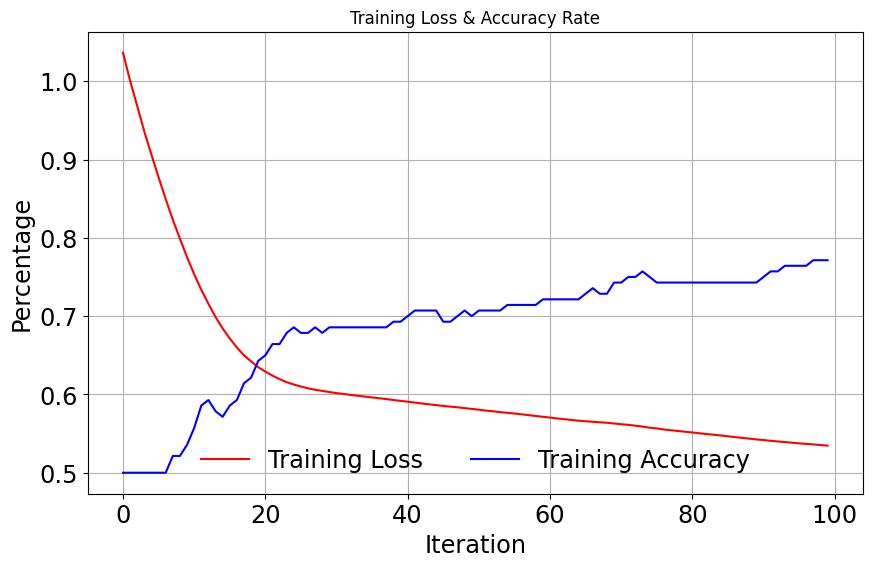 Training Loss & Accuracy Rate
Percentage
1.0
0.9
0.8
0.7
0.6
0.5
Training Loss Training Accuracy
0 20 40 60 80 100
Iteration